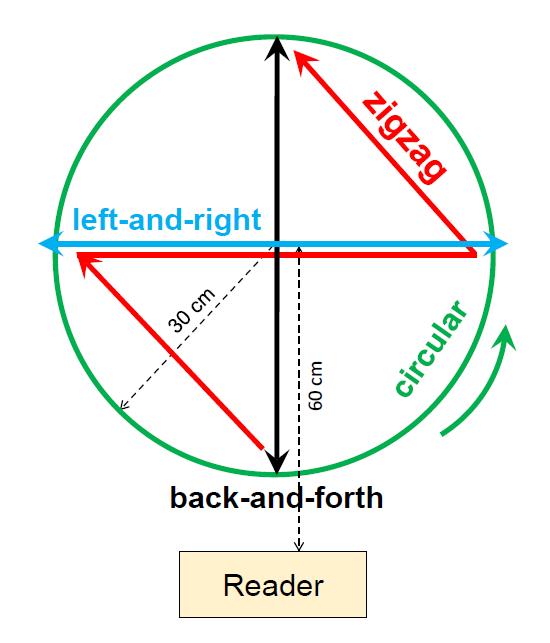 zigzag
left-and-right
30 cm
circular
60 cm
back-and-forth
Reader